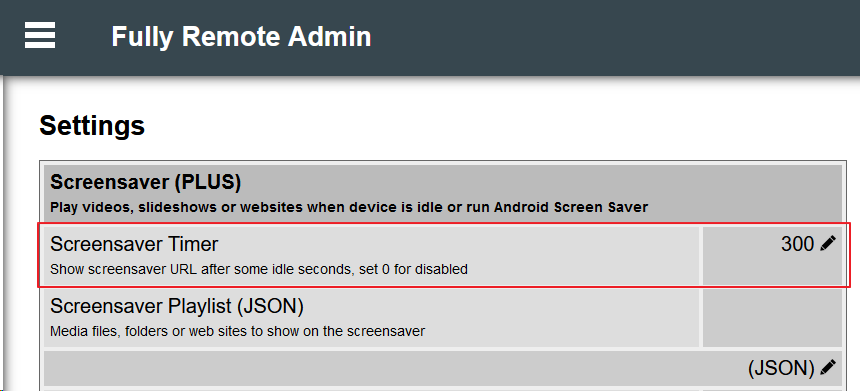 Fully Remote Admin
Settings
Screensaver (PLUS)
Play videos, slideshows or websites when device is idle or run Android Screen Saver
Screensaver Timer
300
Show screensaver URL after some idle seconds, set 0 for disabled
Screensaver Playlist (JSON)
Media files, folders or web sites to show on the screensaver
(JSON)